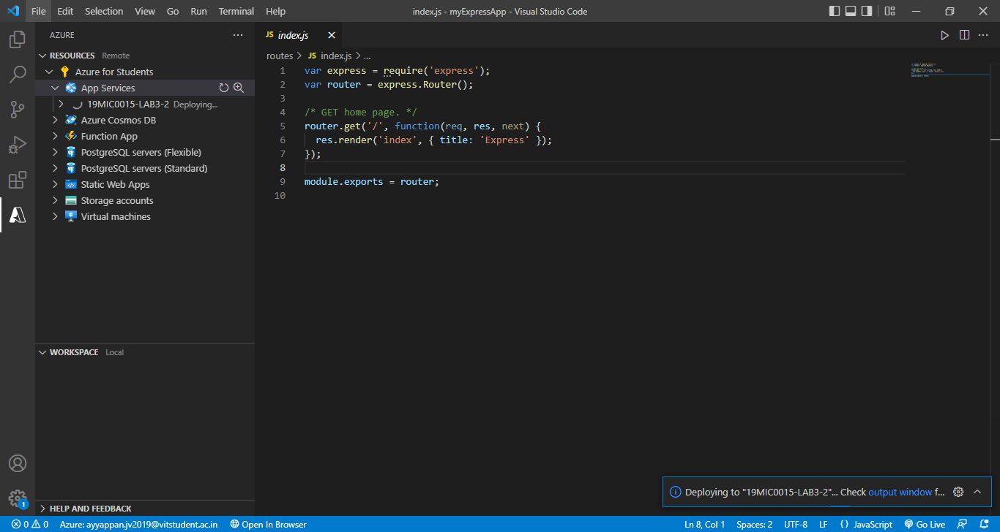 File Edit Selection View Go Run Terminal Help
index.js - myExpressApp - Visual Studio Code
AZURE
RESOURCES Remote
Azure for Students
App Services
19MIC0015-LAB3-2 Deploying...
Azure Cosmos DB
Function App
PostgreSQL servers (Flexible)
PostgreSQL servers (Standard)
Static Web Apps
Storage accounts
Virtual machines
WORKSPACE Local
HELP AND FEEDBACK
JS index.js
routes > JS index.js > ...
1 var express = require('express');
2 var router = express.Router();
3
4 /* GET home page. */
5 router.get('/', function(req, res, next) {
6 res.render('index', { title: 'Express' });
7 });
8
9 module.exports = router;
10
Deploying to "19MIC0015-LAB3-2"... Check output window f...
1
0 0 Azure: ayyappan.jv2019@vitstudent.ac.in Open In Browser
Ln 8, Col 1 Spaces: 2 UTF-8 LF {} JavaScript Go Live